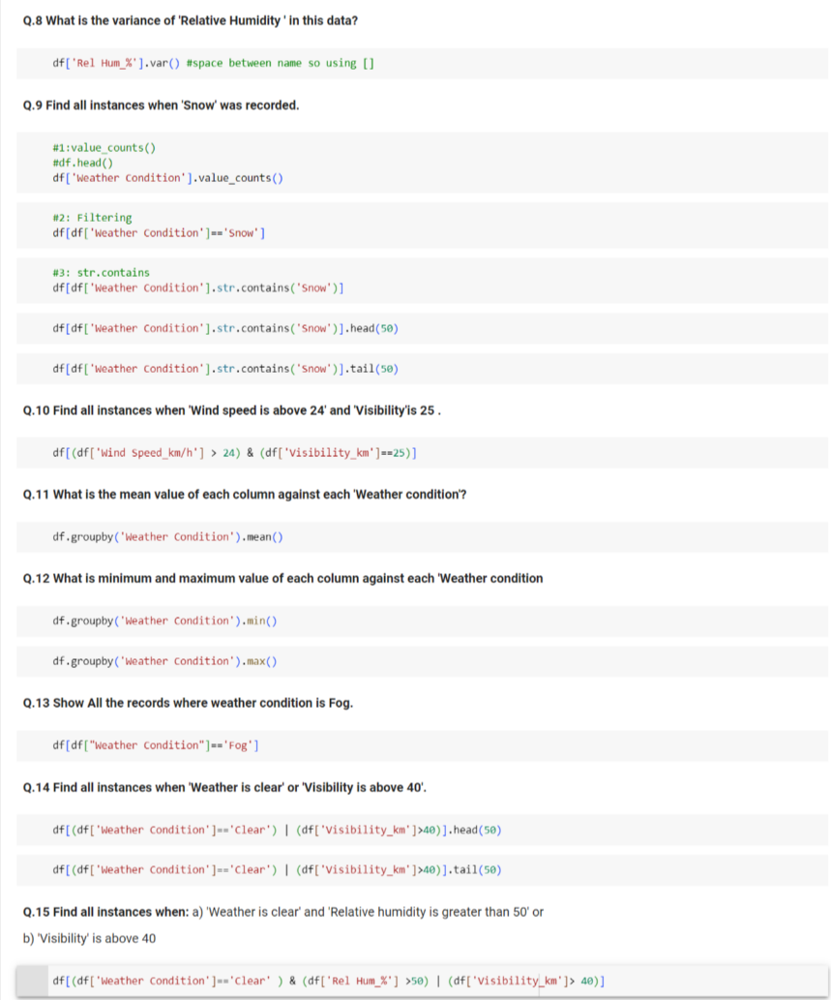 Q.8 What is the variance of 'Relative Humidity ' in this data?
df['Rel Hum_%'].var() #space between name so using []
Q.9 Find all instances when 'Snow' was recorded.
#1:value_counts()
#df.head()
df['Weather Condition'].value_counts()
#2: Filtering
df[df['Weather Condition']=='Snow']
#3: str.contains
df[df['Weather Condition'].str.contains('Snow')]
df[df['Weather Condition'].str.contains('Snow')].head(50)
df[df['Weather Condition'].str.contains('Snow')].tail(50)
Q.10 Find all instances when 'Wind speed is above 24' and 'Visibility'is 25 .
df[(df['Wind Speed_km/h'] > 24) & (df['Visibility_km']==25)]
Q.11 What is the mean value of each column against each 'Weather condition'?
df.groupby('Weather Condition').mean()
Q.12 What is minimum and maximum value of each column against each 'Weather condition
df.groupby('Weather Condition').min()
df.groupby('Weather Condition').max()
Q.13 Show All the records where weather condition is Fog.
df[df["Weather Condition"]=='Fog']
Q.14 Find all instances when 'Weather is clear' or 'Visibility is above 40'.
df[(df['Weather Condition']=='Clear') | (df['Visibility_km']>40)].head(50)
df[(df['Weather Condition']=='Clear') | (df['Visibility_km']>40)].tail(50)
Q.15 Find all instances when: a) 'Weather is clear' and 'Relative humidity is greater than 50' or
b) 'Visibility' is above 40
df[(df['Weather Condition']=='Clear' ) & (df['Rel Hum_%'] >50) | (df['Visibility_km']> 40)]